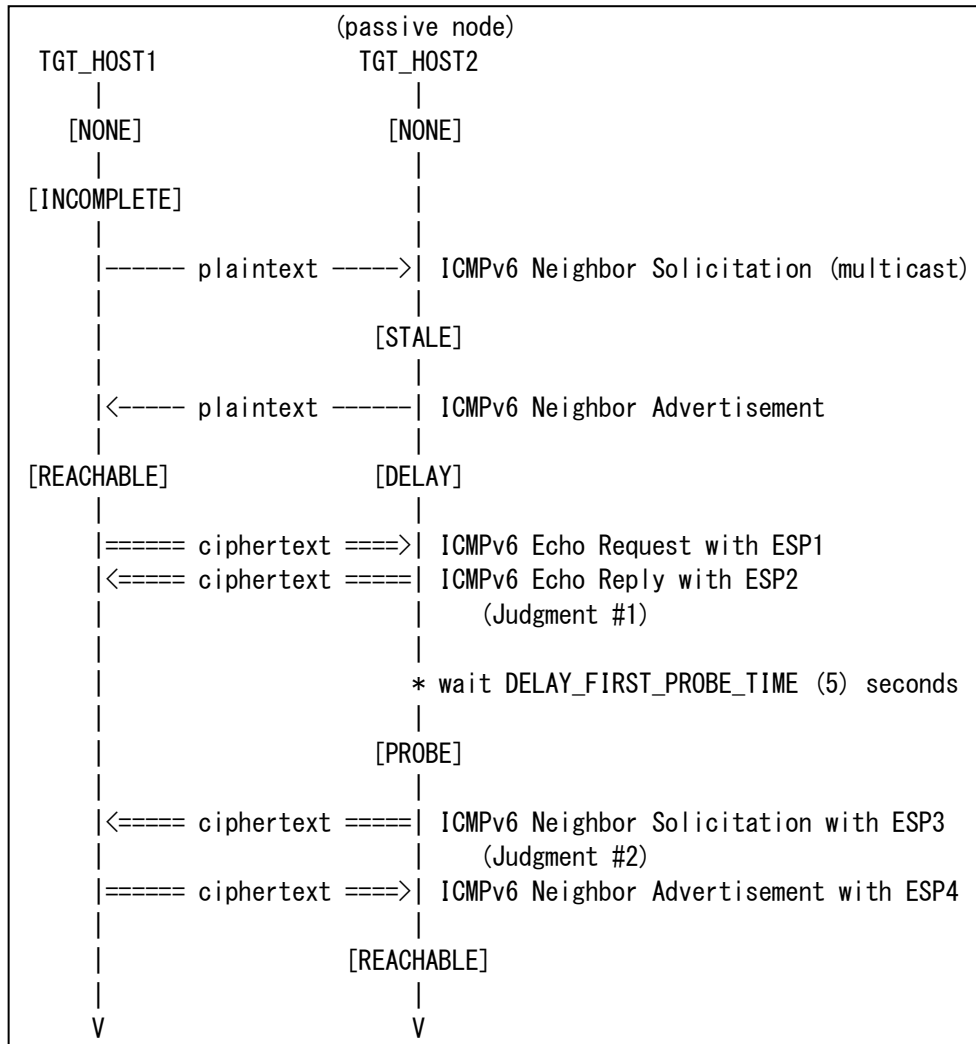 (passive node)
TGT_HOST1 TGT_HOST2
| |
[NONE] [NONE]
| |
[INCOMPLETE] |
| |
|------ plaintext ----->| ICMPv6 Neighbor Solicitation (multicast)
| |
| [STALE]
| |
|<----- plaintext ------| ICMPv6 Neighbor Advertisement
| |
[REACHABLE] [DELAY]
| |
|====== ciphertext ====>| ICMPv6 Echo Request with ESP1
|<===== ciphertext =====| ICMPv6 Echo Reply with ESP2
| | (Judgment #1)
| |
| * wait DELAY_FIRST_PROBE_TIME (5) seconds
| |
| [PROBE]
| |
|<===== ciphertext =====| ICMPv6 Neighbor Solicitation with ESP3
| | (Judgment #2)
|====== ciphertext ====>| ICMPv6 Neighbor Advertisement with ESP4
| |
| [REACHABLE]
| |
V V